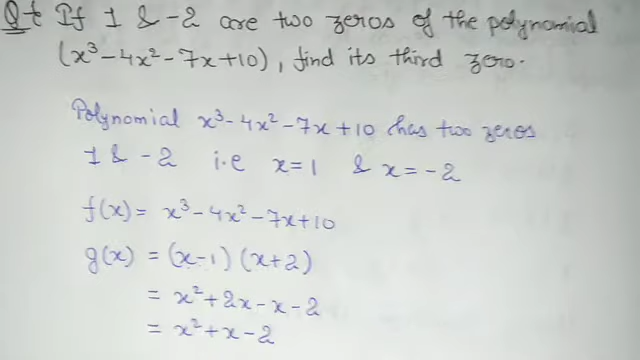 Q6 If 1 & -2 are two zeros of the polynomial
(x³-4x²-7x+10), find its third zero.
Polynomial x³-4x²-7x+10 has two zeros
1 & -2 i.e x=1 & x=-2
f(x)= x³-4x²-7x+10
g(x) = (x-1) (x+2)
= x²+2x-x-2
= x²+x-2